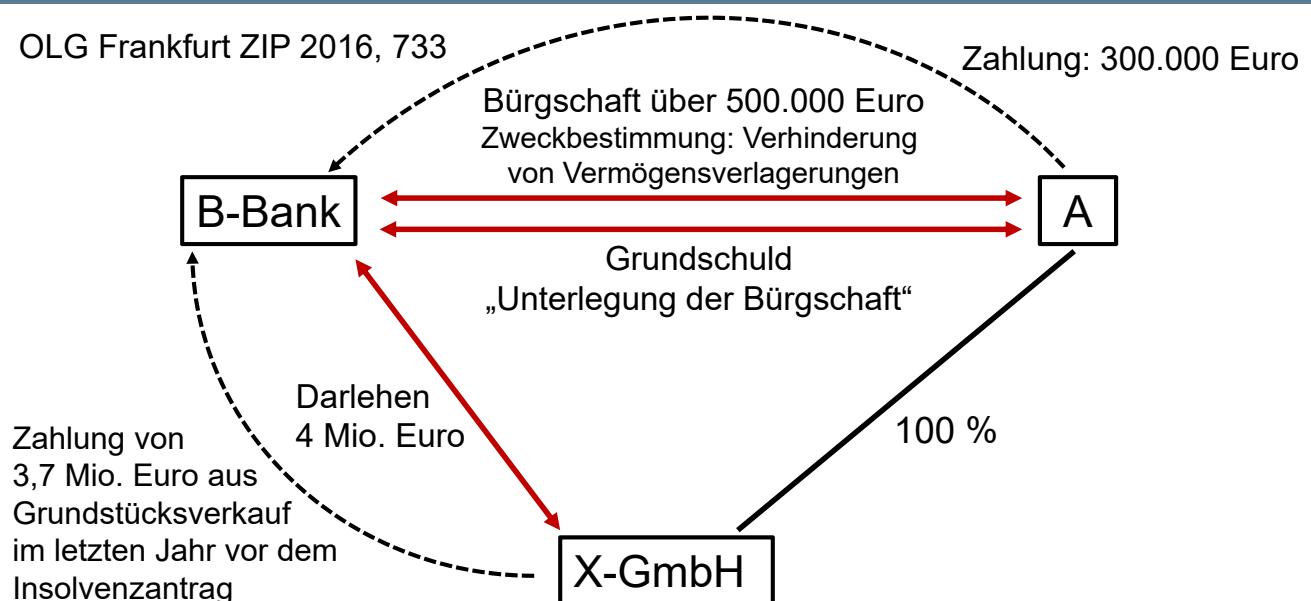 OLG Frankfurt ZIP 2016, 733
Zahlung: 300.000 Euro
Bürgschaft über 500.000 Euro
Zweckbestimmung: Verhinderung
von Vermögensverlagerungen
B-Bank
A
Grundschuld
„Unterlegung der Bürgschaft“
Darlehen
4 Mio. Euro
100 %
Zahlung von
3,7 Mio. Euro aus
Grundstücksverkauf
im letzten Jahr vor dem
Insolvenzantrag
X-GmbH